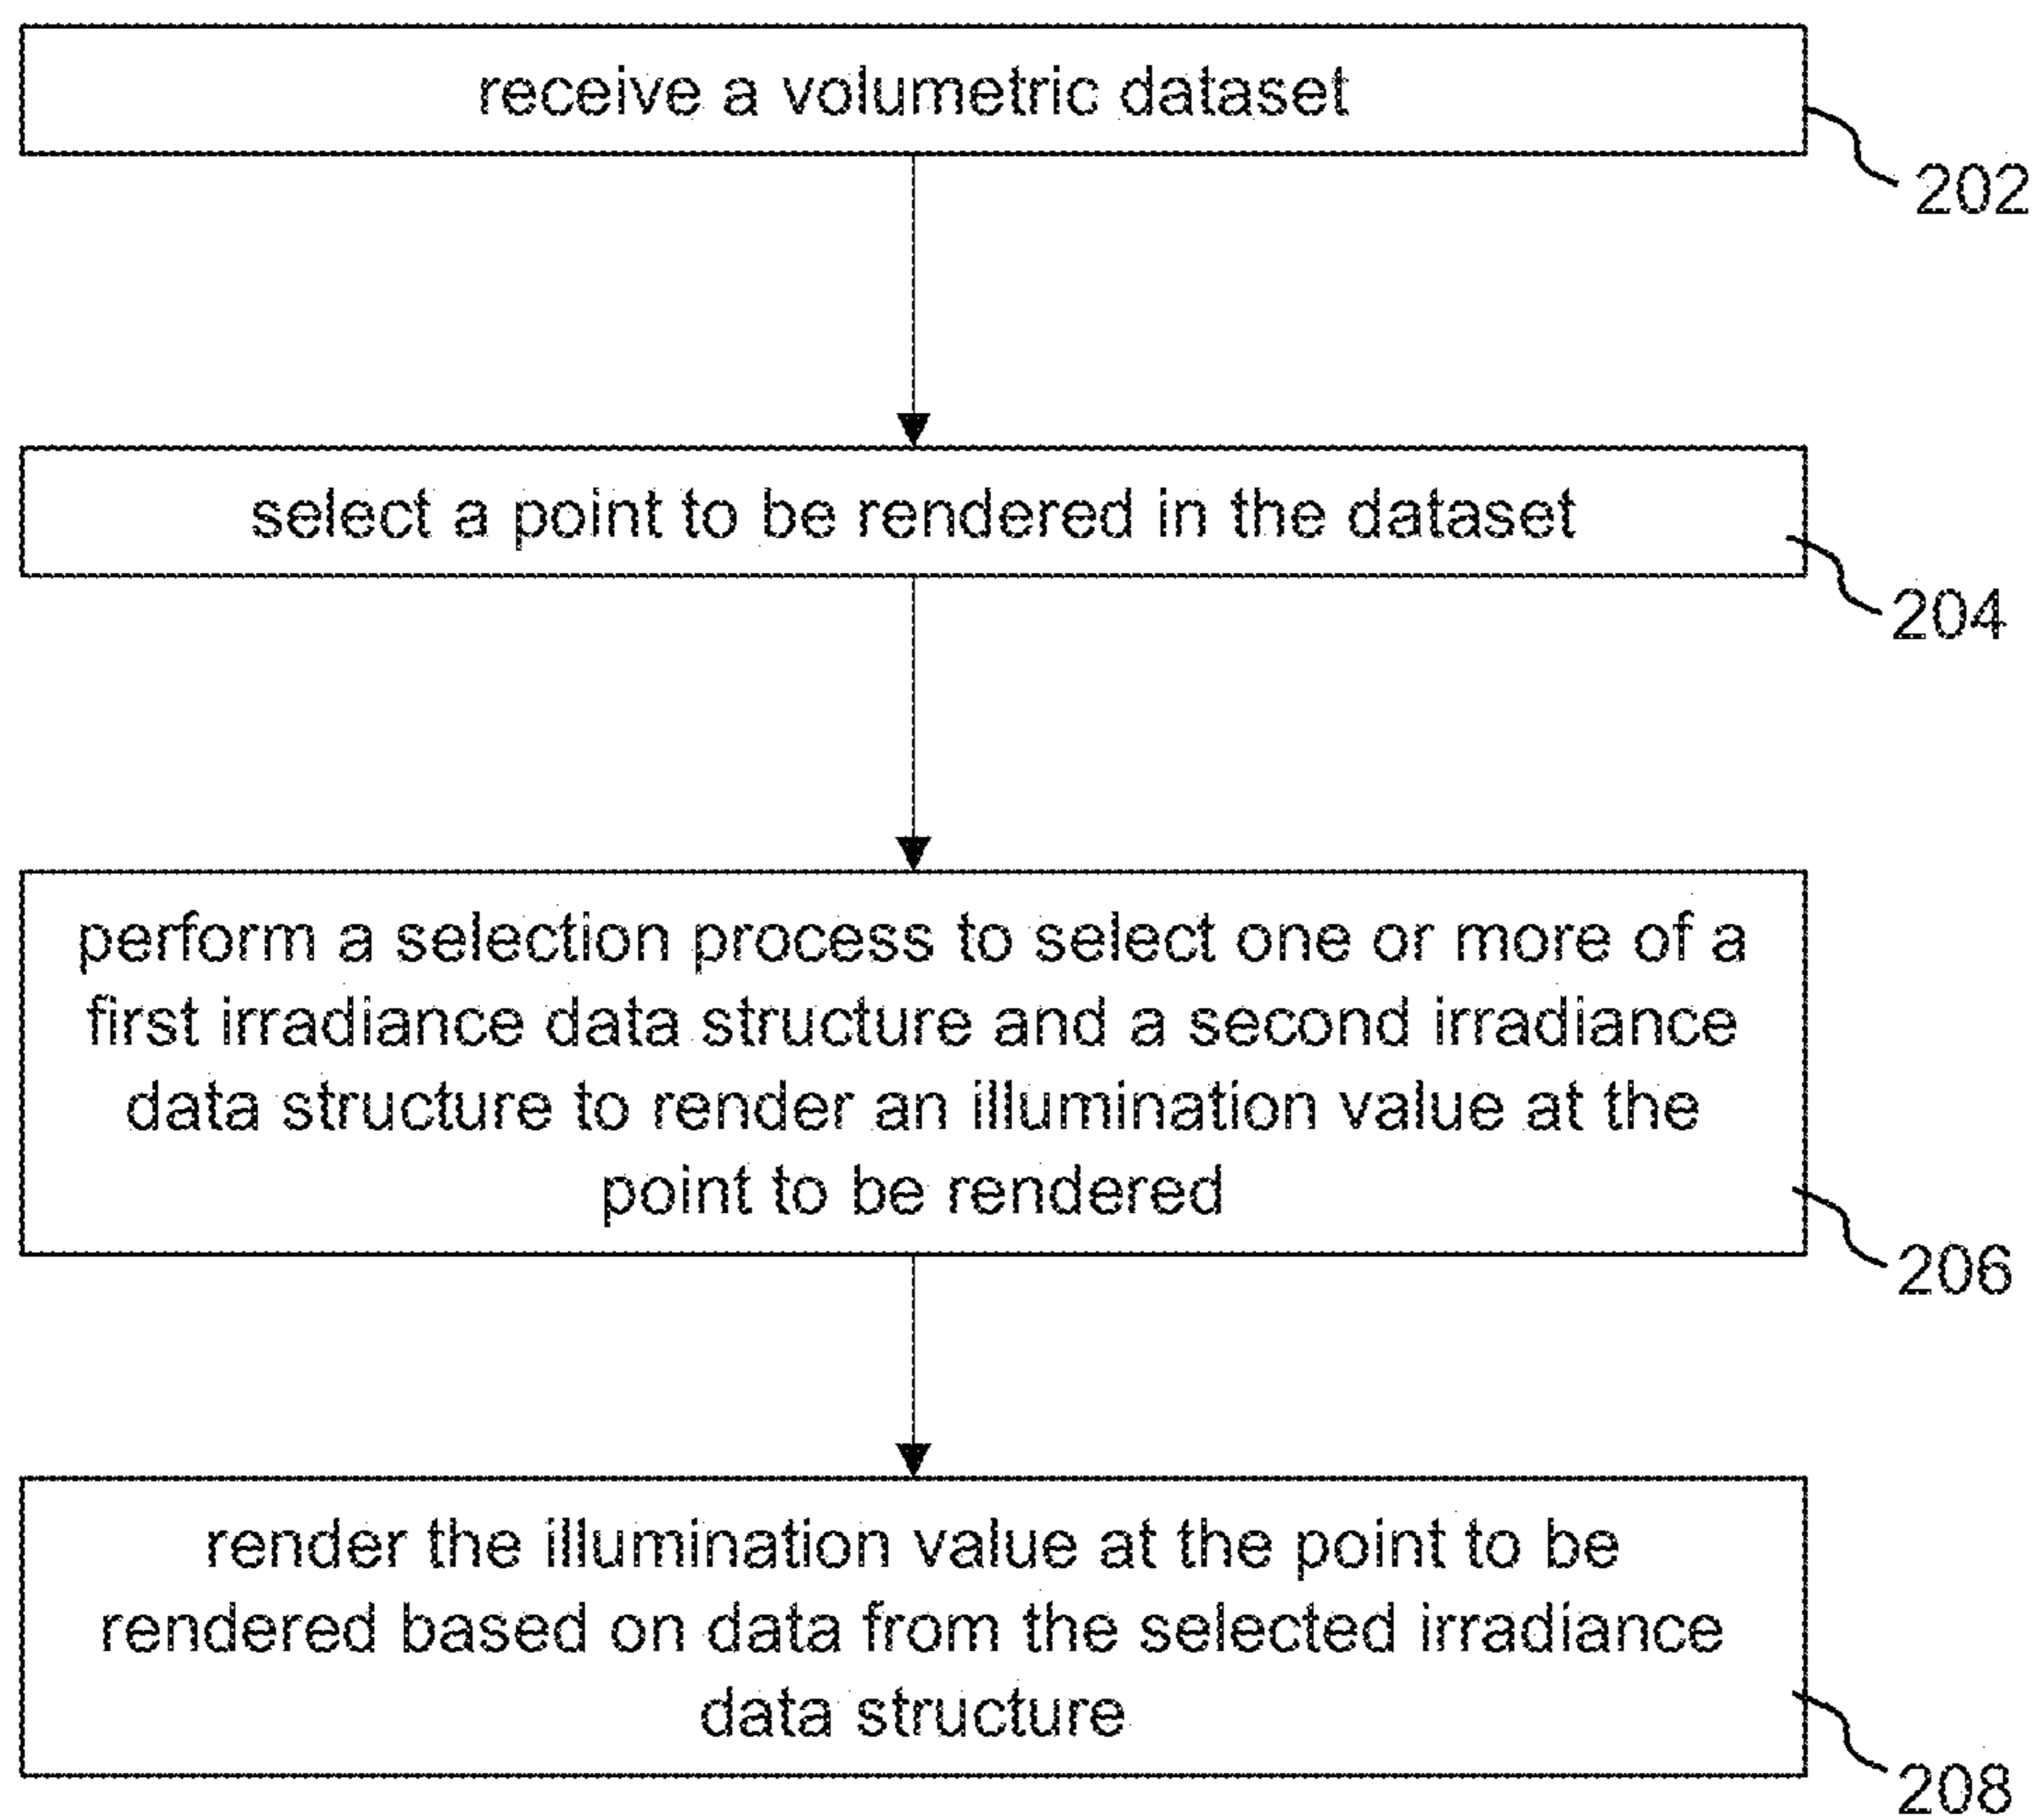 receive a volumetric dataset
202
select a point to be rendered in the dataset
204
perform a selection process to select one or more of a
first irradiance data structure and a second irradiance
data structure to render an illumination value at the
point to be rendered
206
render the illumination value at the point to be
rendered based on data from the selected irradiance
data structure
208